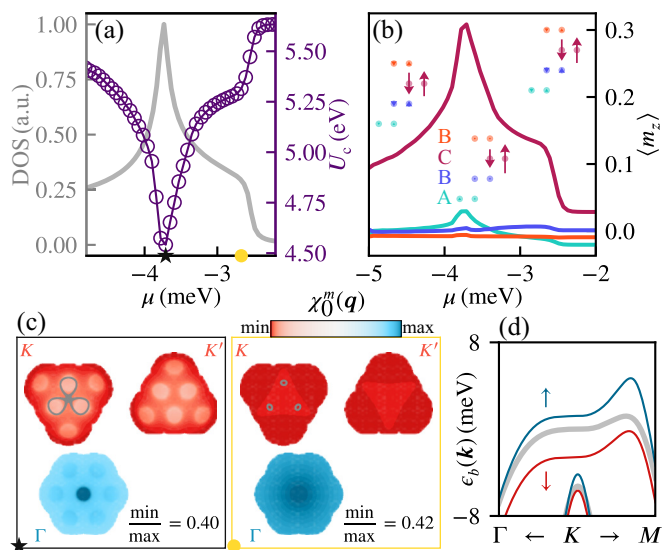 (a)
1.00
0.75
0.50
0.25
0.00
DOS (a.u.)
5.50
5.25
5.00
4.75
4.50
U_c (eV)
−4
−3
μ (meV)
(b)
B
C
B
A
0.3
0.2
0.1
0.0
⟨m_z⟩
−5
−4
−3
−2
μ (meV)
(c)
χ_0^m(q)
min
max
K
K′
Γ
min/max = 0.40
K
K′
Γ
min/max = 0.42
(d)
8
−8
ϵ_b(k) (meV)
↑
↓
Γ ← K → M